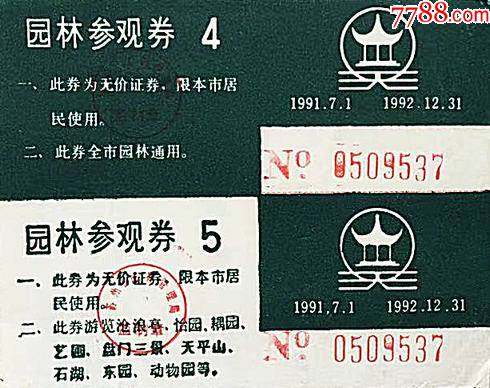 7788.com
园林参观券 4
一、此券为无价证券，限本市居
民使用。
二、此券全市园林通用。
1991.7.1 1992.12.31
No 0509537
园林参观券 5
一、此券为无价证券，限本市居
民使用。
二、此券游览沧浪亭、怡园、耦园、
艺圃、盘门三景、天平山、
石湖、东园、动物园等。
1991.7.1 1992.12.31
No 0509537